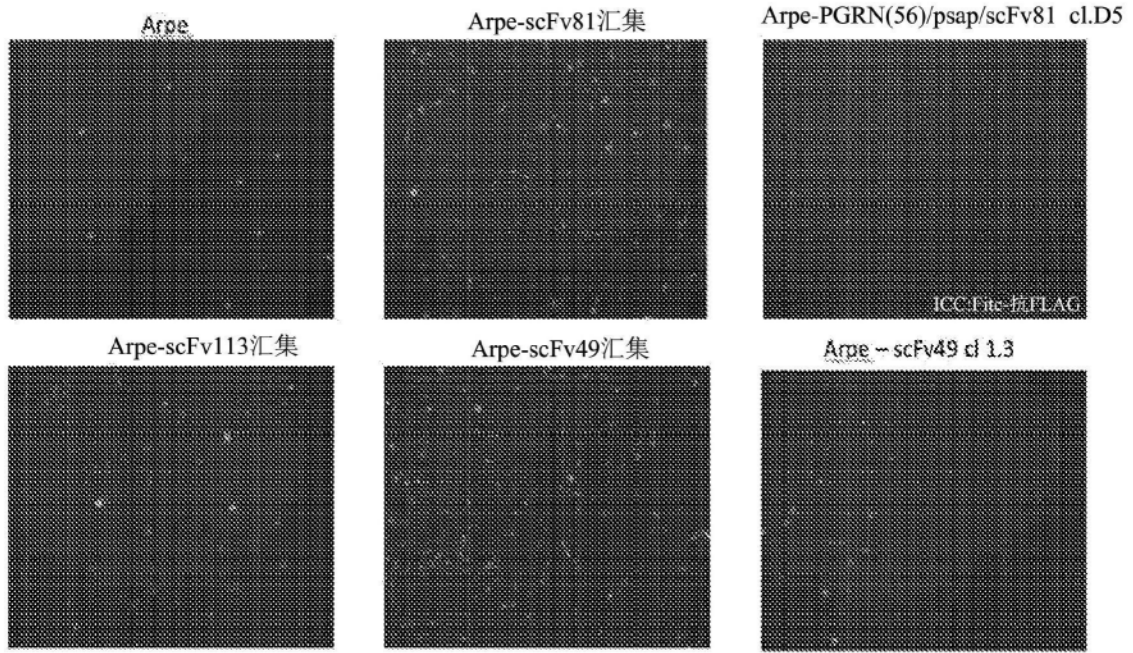 Arpe
Arpe-scFv81汇集
Arpe-PGRN(56)/psap/scFv81 cl.D5
ICC:Fitc-抗FLAG
Arpe-scFv113汇集
Arpe-scFv49汇集
Arpe – scFv49 cl 1.3